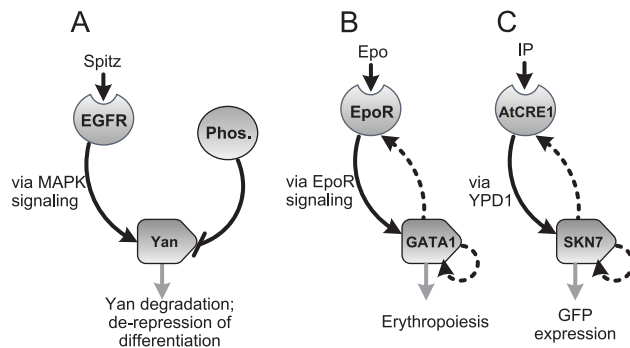 A
Spitz
EGFR
Phos.
via MAPK
signaling
Yan
Yan degradation;
de-repression of
differentiation
B
Epo
EpoR
via EpoR
signaling
GATA1
Erythropoiesis
C
IP
AtCRE1
via
YPD1
SKN7
GFP
expression